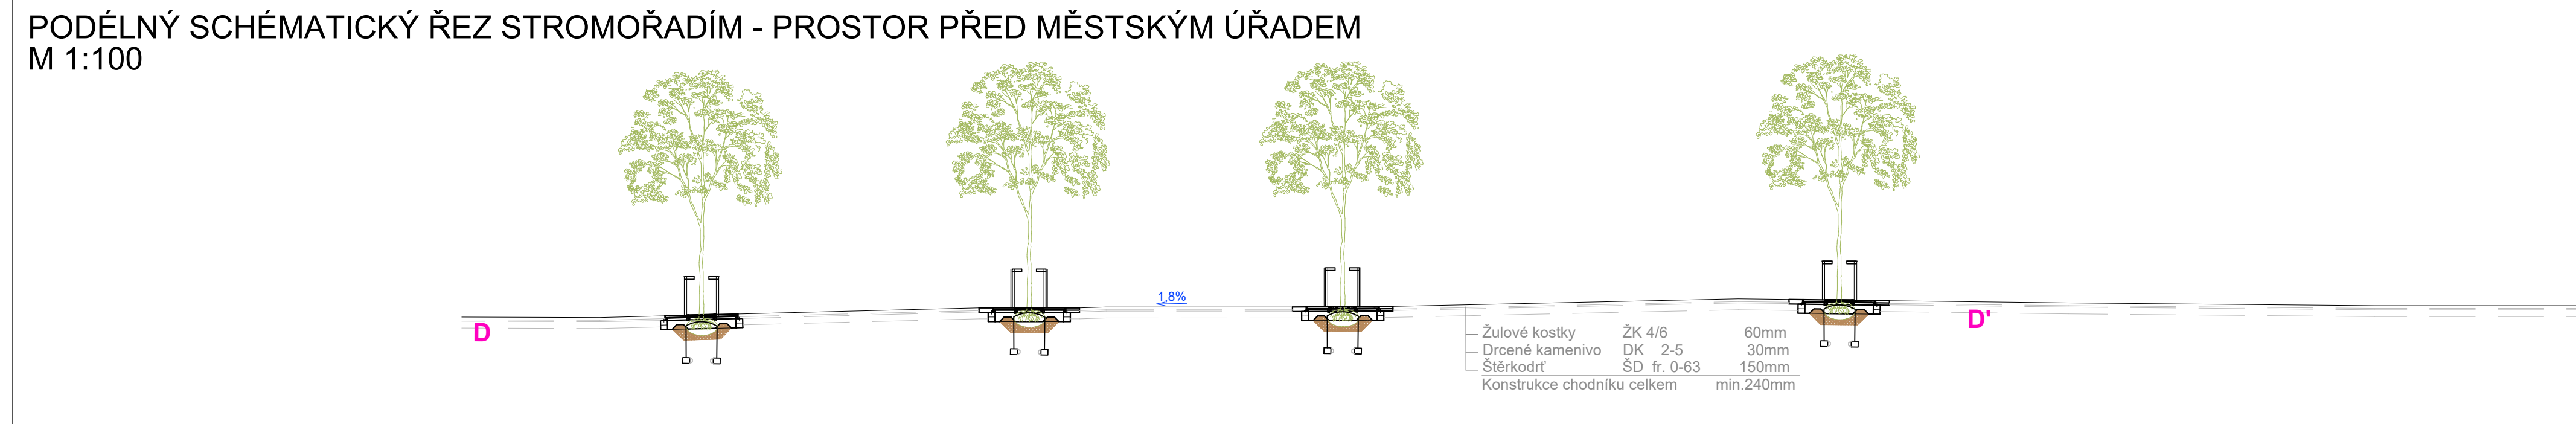 PODÉLNÝ SCHÉMATICKÝ ŘEZ STROMOŘADÍM - PROSTOR PŘED MĚSTSKÝM ÚŘADEM
M 1:100
1,8%
D
D'
Žulové kostky ŽK 4/6 60mm
Drcené kamenivo DK 2-5 30mm
Štěrkodrť ŠD fr. 0-63 150mm
Konstrukce chodníku celkem min.240mm